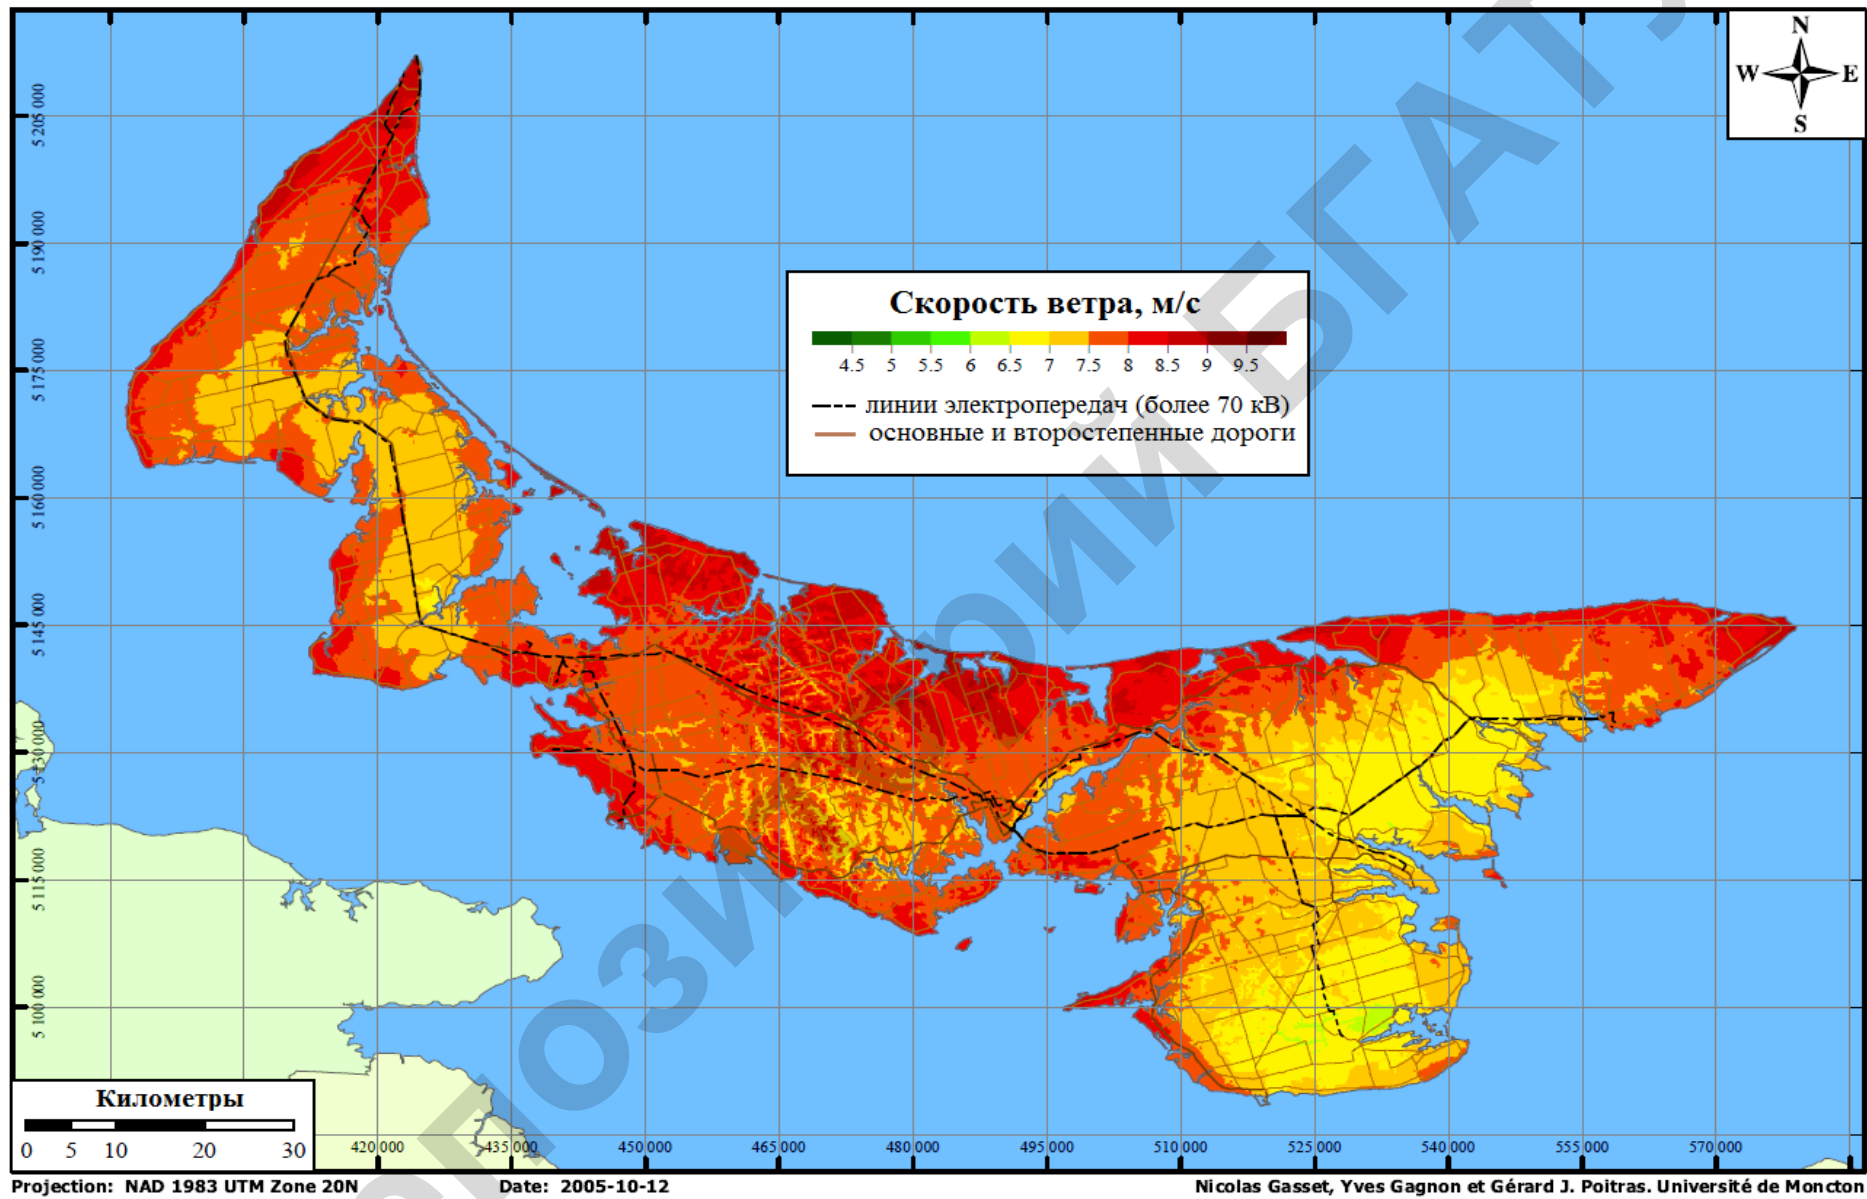 N
W E
S
5 205 000
5 190 000
5 175 000
5 160 000
5 145 000
5 130 000
5 115 000
5 100 000
Скорость ветра, м/с
4.5 5 5.5 6 6.5 7 7.5 8 8.5 9 9.5
линии электропередач (более 70 кВ)
основные и второстепенные дороги
ПОЗИ РИЙ БГАТУ
Километры
0 5 10 20 30
420 000 435 000 450 000 465 000 480 000 495 000 510 000 525 000 540 000 555 000 570 000
Projection: NAD 1983 UTM Zone 20N Date: 2005-10-12 Nicolas Gasset, Yves Gagnon et Gérard J. Poitras. Université de Moncton